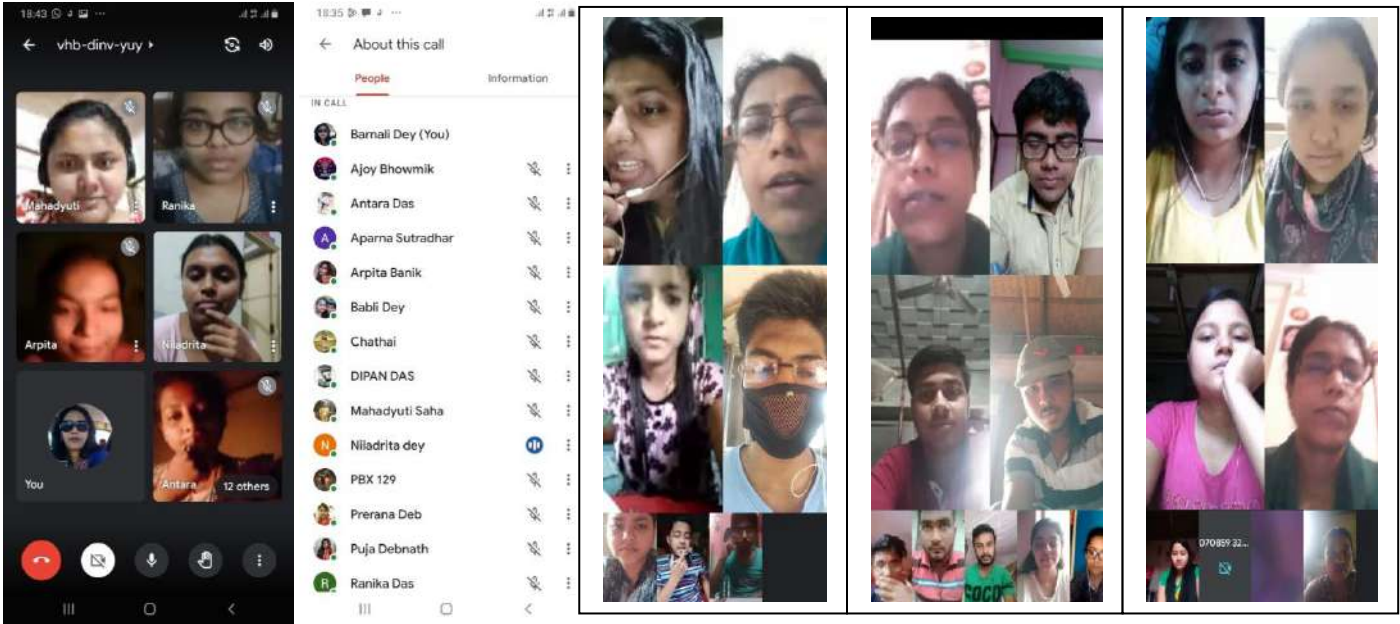 18:43
vhb-dinv-yuy
Mahadyuti
Ranika
Arpita
Niladrita
You
Antara
12 others
18:35
About this call
People
Information
IN CALL
Barnali Dey (You)
Ajoy Bhowmik
Antara Das
Aparna Sutradhar
A
Arpita Banik
Babli Dey
Chathai
DIPAN DAS
Mahadyuti Saha
Niladrita dey
N
PBX 129
Prerana Deb
Puja Debnath
Ranika Das
R
COCO
070859 32...